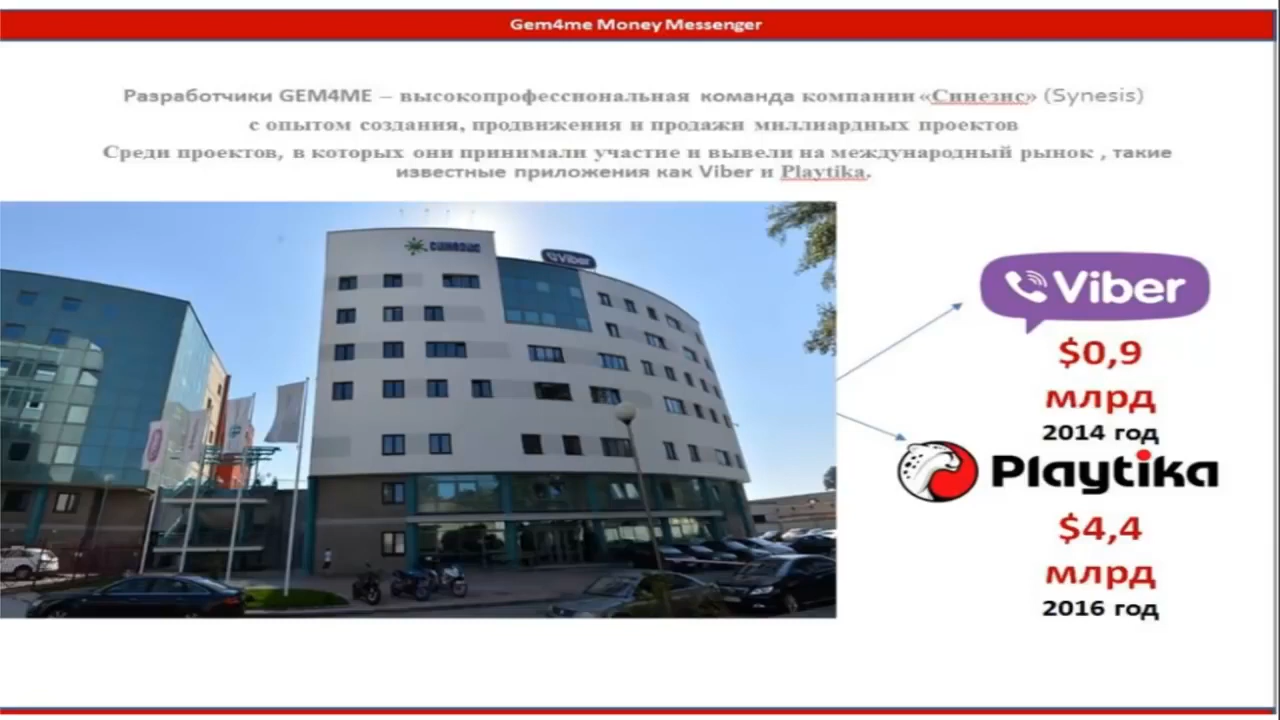 Gem4me Money Messenger
Разработчики GEM4ME – высокопрофессиональная команда компании «Синезис» (Synesis)
с опытом создания, продвижения и продажи миллиардных проектов
Среди проектов, в которых они принимали участие и вывели на международный рынок , такие
известные приложения как Viber и Playtika.
синезис
Viber
Viber
$0,9
млрд
2014 год
Playtika
$4,4
млрд
2016 год